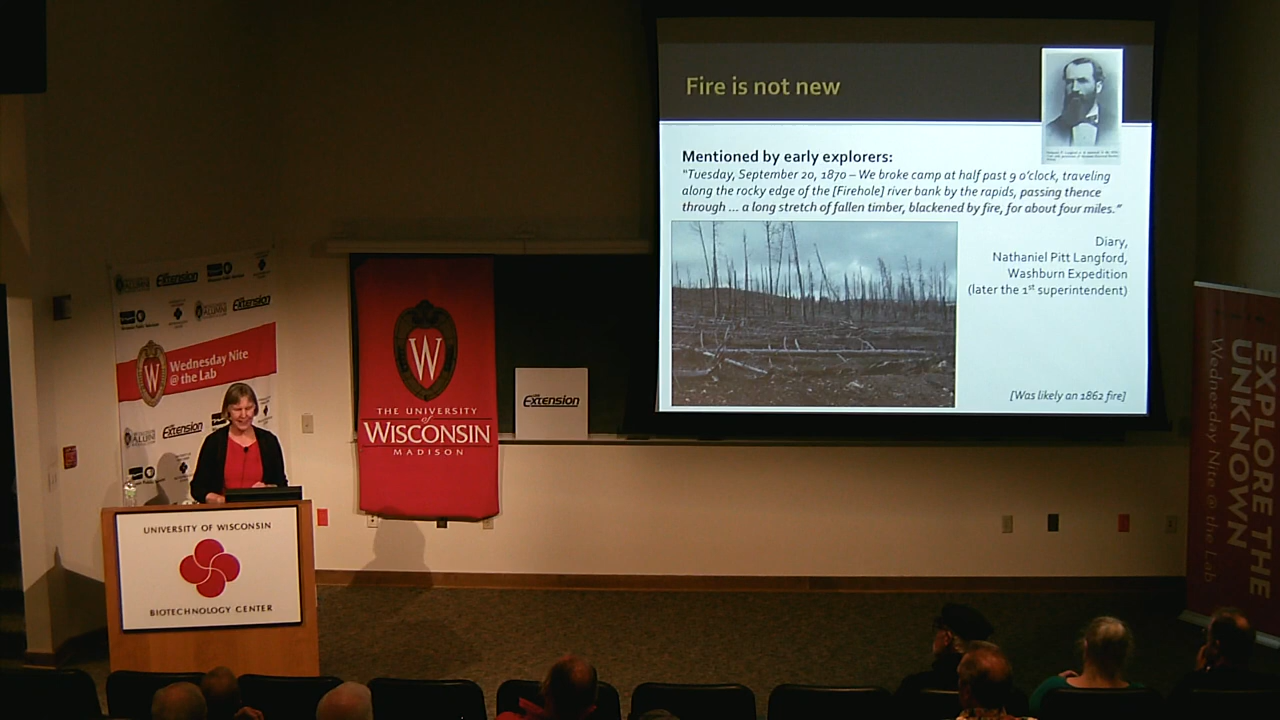 Fire is not new
Mentioned by early explorers:
"Tuesday, September 20, 1870 – We broke camp at half past 9 o'clock, traveling
along the rocky edge of the [Firehole] river bank by the rapids, passing thence
through ... a long stretch of fallen timber, blackened by fire, for about four miles."
Diary,
Nathaniel Pitt Langford,
Washburn Expedition
(later the 1st superintendent)
[Was likely an 1862 fire]
Extension
Extension
Wednesday Nite
@ the Lab
Extension
W
THE UNIVERSITY
of
WISCONSIN
MADISON
Extension
UNIVERSITY OF WISCONSIN
BIOTECHNOLOGY CENTER
EXPLORE THE
UNKNOWN
Wednesday Nite @ the Lab